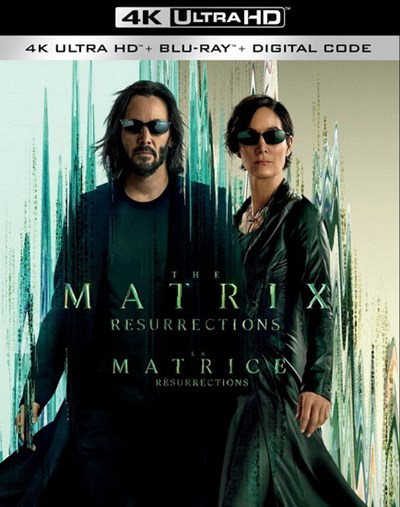 4K ULTRA HD
4K ULTRA HD + BLU-RAY + DIGITAL CODE
THE
MATRIX
RESURRECTIONS
LA
MATRICE
RÉSURRECTIONS